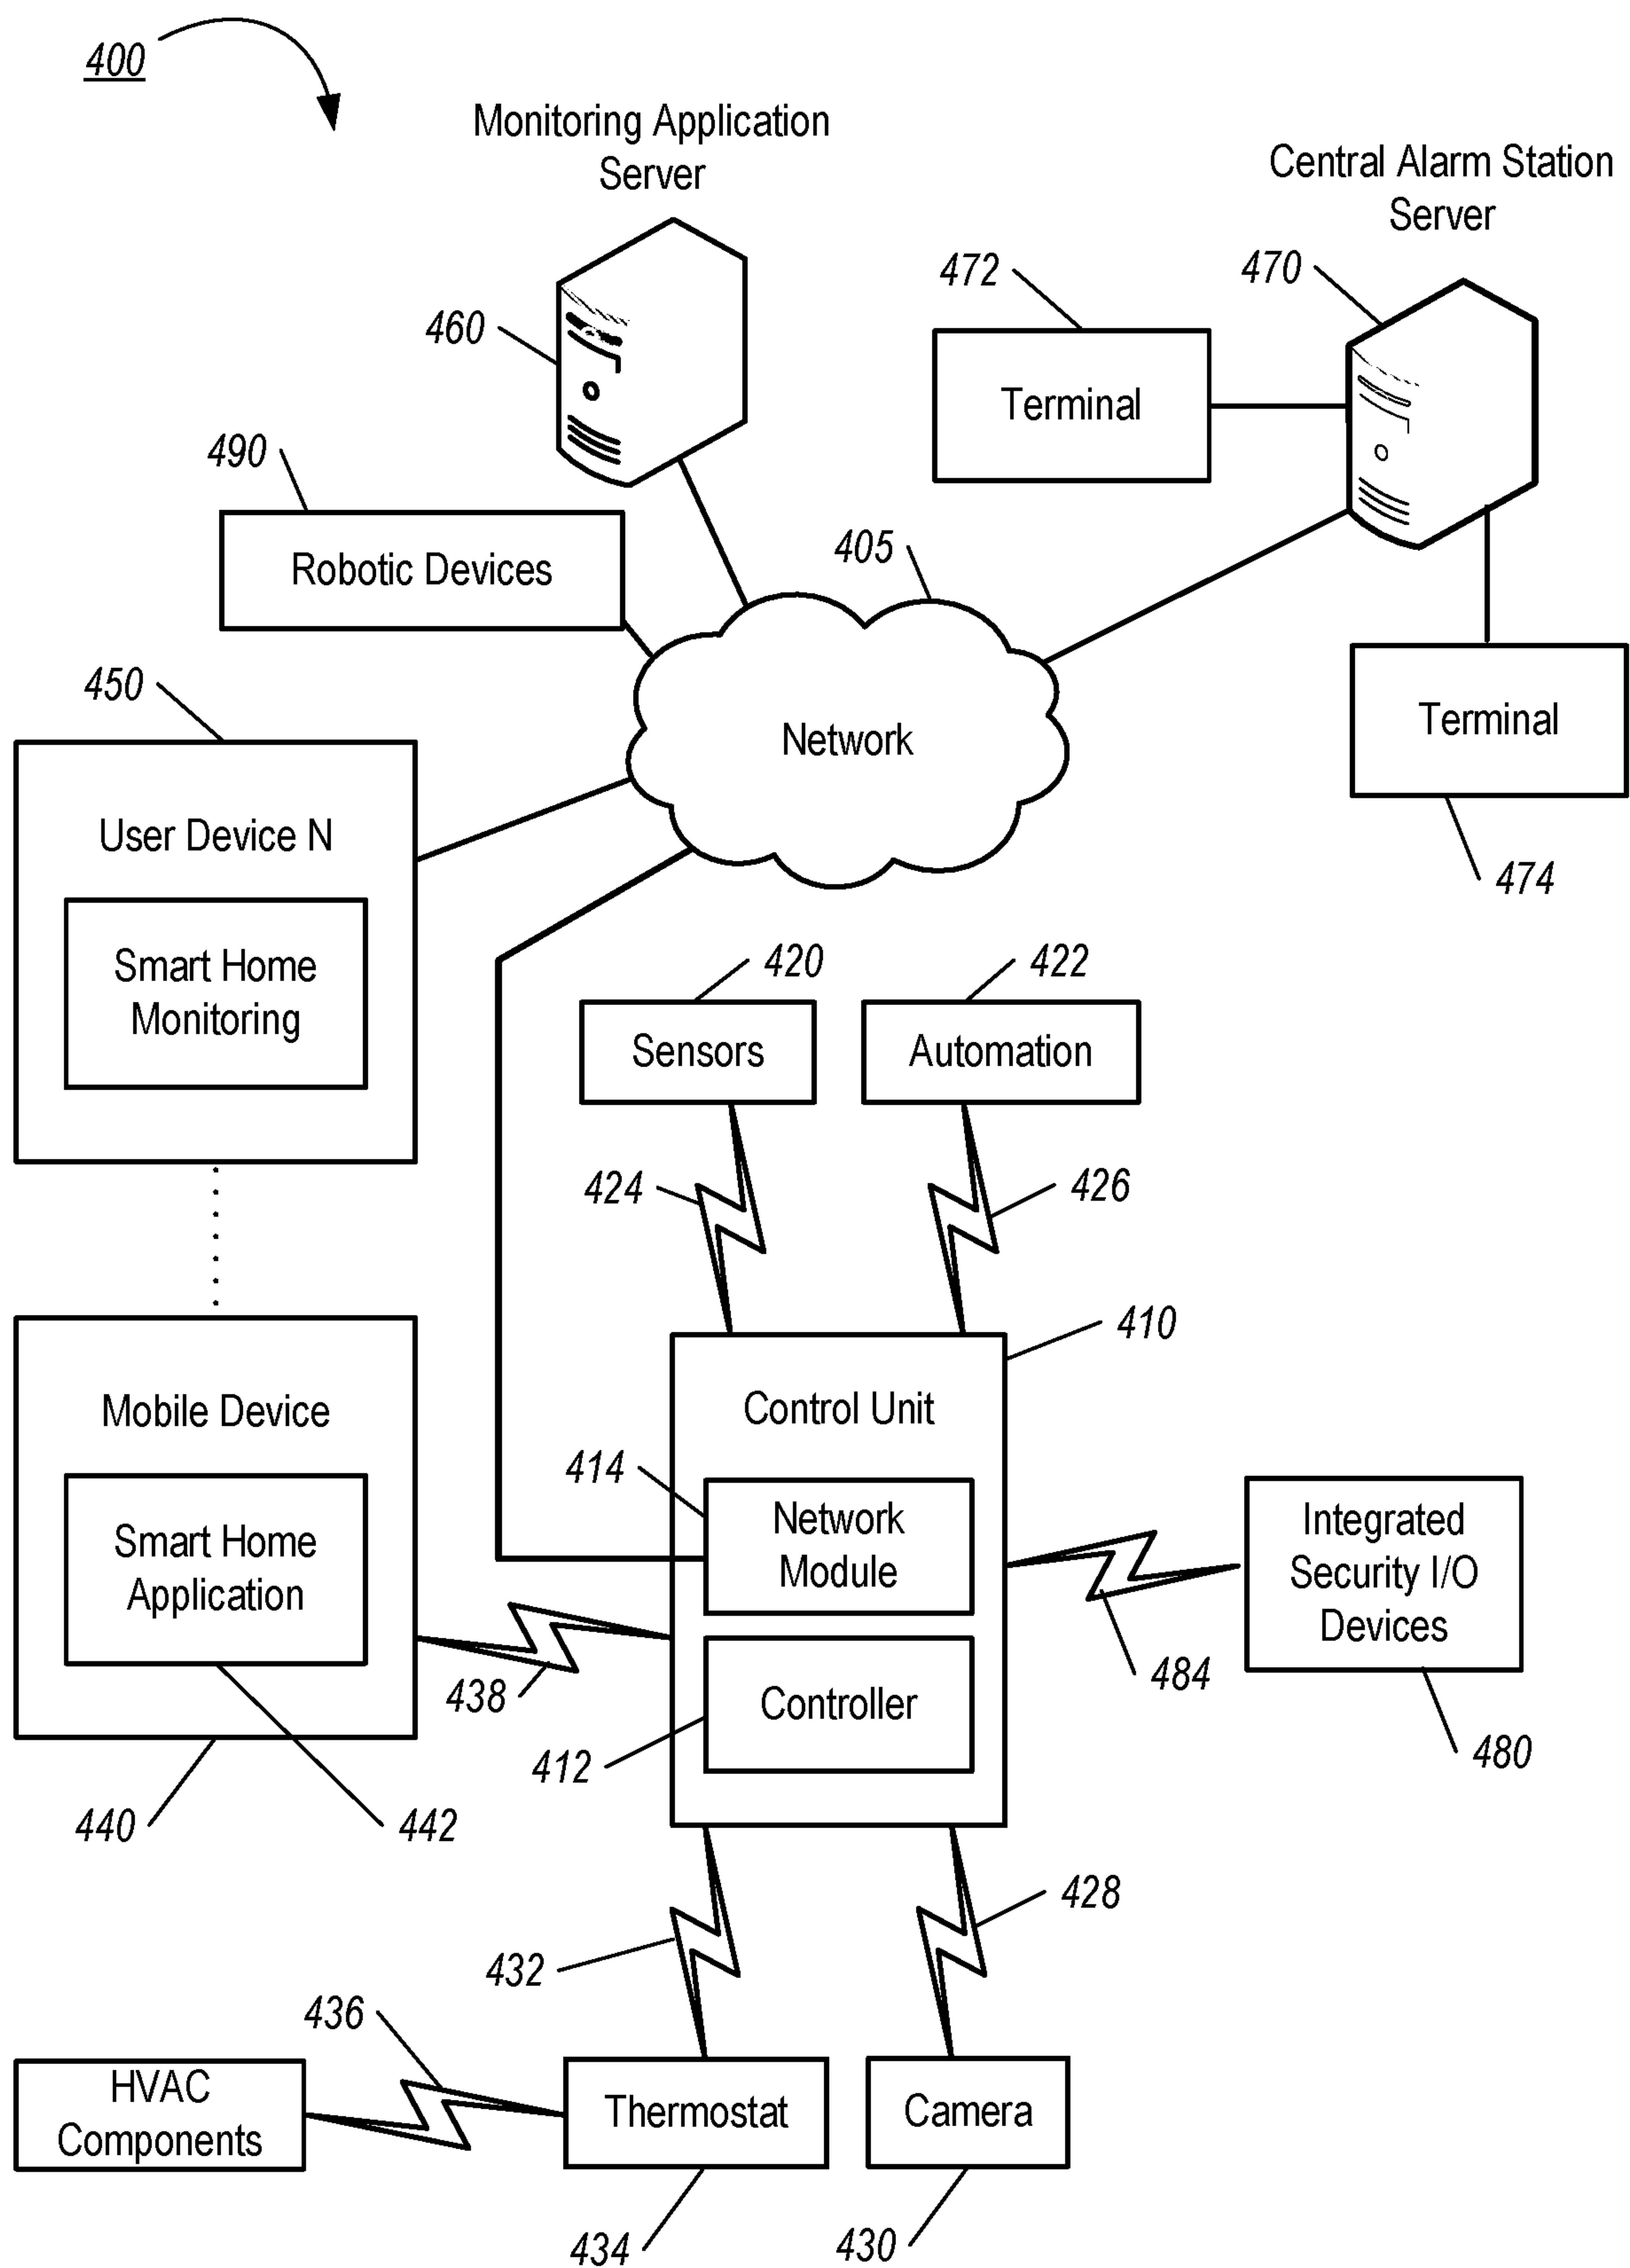 400
Monitoring Application
Server
Central Alarm Station
Server
472
470
460
Terminal
490
405
Robotic Devices
450
Terminal
Network
User Device N
474
420
422
Smart Home
Monitoring
Sensors
Automation
424
426
410
Mobile Device
Control Unit
414
Network
Module
Integrated
Security I/O
Devices
Smart Home
Application
438
484
Controller
412
480
440
442
428
432
436
HVAC
Components
Thermostat
Camera
434
430